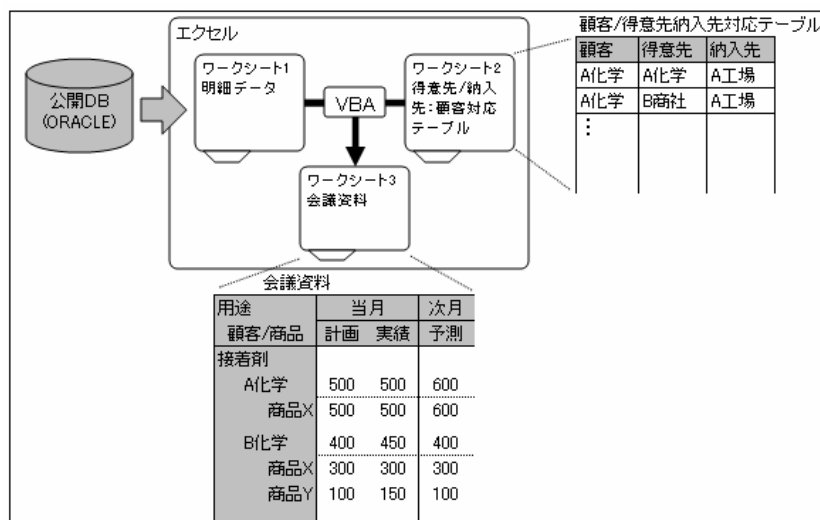 エクセル
顧客/得意先納入先対応テーブル
顧客 得意先 納入先
A化学 A化学 A工場
A化学 B商社 A工場
⋮
公開DB
(ORACLE)
ワークシート1
明細データ
VBA
ワークシート2
得意先/納入
先:顧客対応
テーブル
ワークシート3
会議資料
会議資料
用途 当月 次月
顧客/商品 計画 実績 予測
接着剤
A化学 500 500 600
商品X 500 500 600
B化学 400 450 400
商品X 300 300 300
商品Y 100 150 100